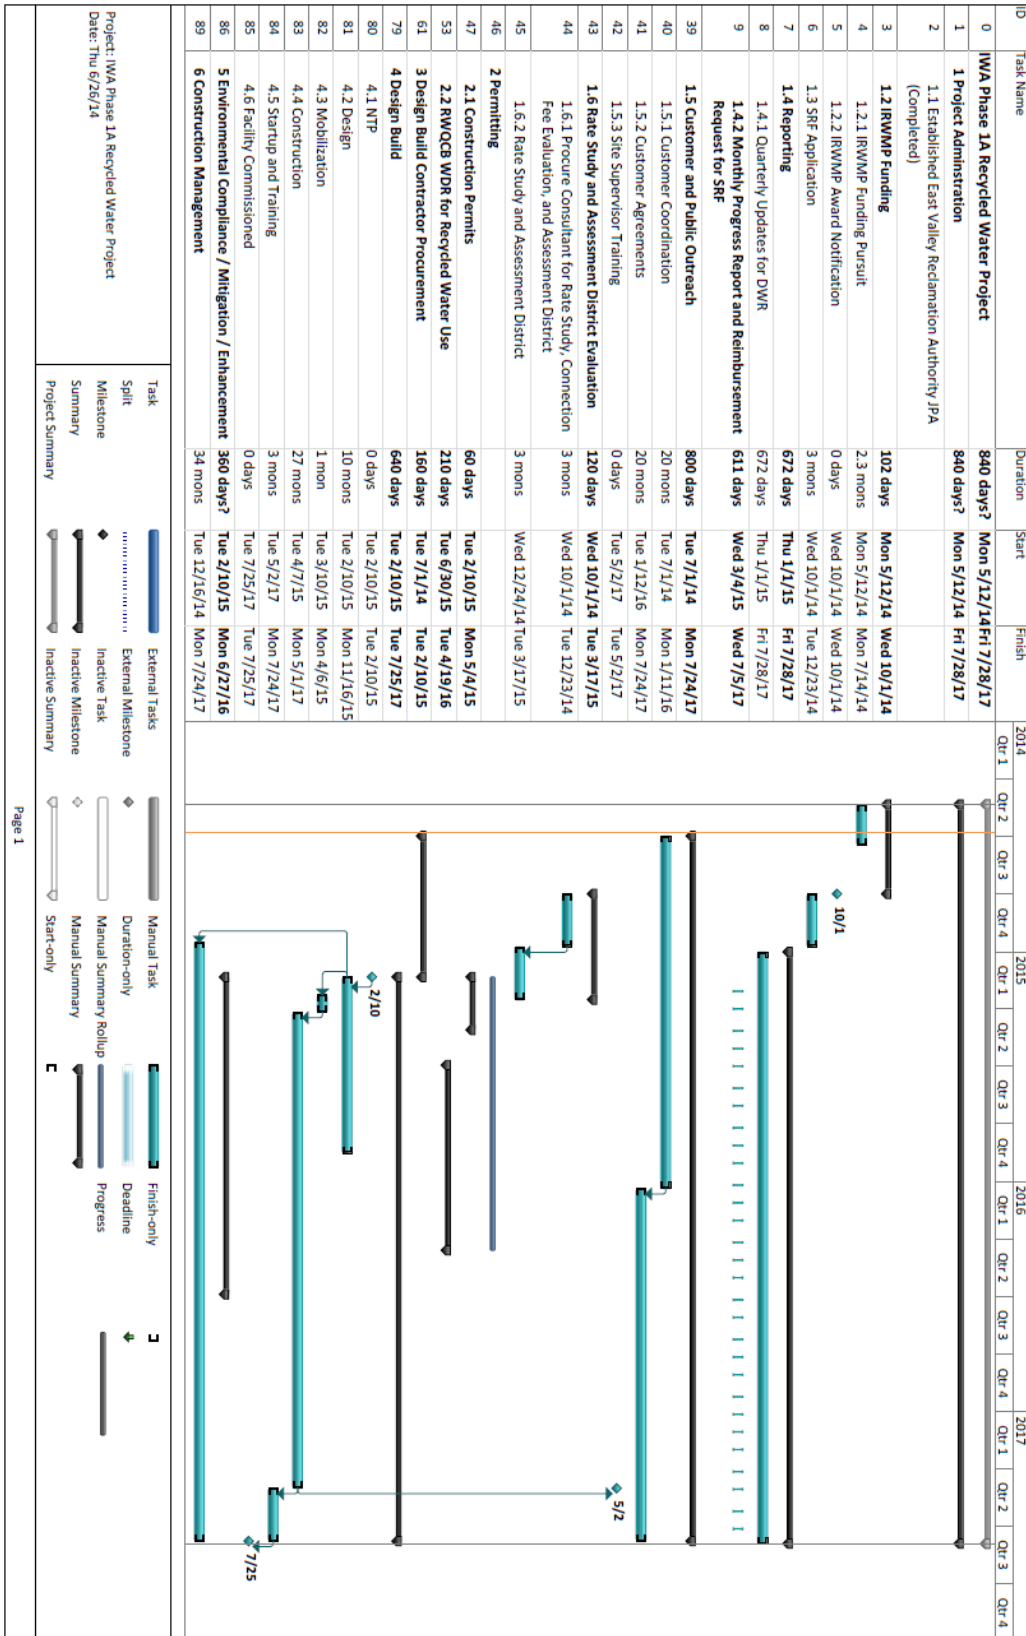 ID Task Name Duration Start Finish
2014 2015 2016 2017
Qtr 1 Qtr 2 Qtr 3 Qtr 4 Qtr 1 Qtr 2 Qtr 3 Qtr 4 Qtr 1 Qtr 2 Qtr 3 Qtr 4 Qtr 1 Qtr 2 Qtr 3 Qtr 4
0 IWA Phase 1A Recycled Water Project 840 days? Mon 5/12/14 Fri 7/28/17
1 1 Project Adminstration 840 days? Mon 5/12/14 Fri 7/28/17
2 1.1 Established East Valley Reclamation Authority JPA
(Completed)
3 1.2 IRWMP Funding 102 days Mon 5/12/14 Wed 10/1/14
4 1.2.1 IRWMP Funding Pursuit 2.3 mons Mon 5/12/14 Mon 7/14/14
5 1.2.2 IRWMP Award Notification 0 days Wed 10/1/14 Wed 10/1/14 10/1
6 1.3 SRF Application 3 mons Wed 10/1/14 Tue 12/23/14
7 1.4 Reporting 672 days Thu 1/1/15 Fri 7/28/17
8 1.4.1 Quarterly Updates for DWR 672 days Thu 1/1/15 Fri 7/28/17
9 1.4.2 Monthly Progress Report and Reimbursement 611 days Wed 3/4/15 Wed 7/5/17
Request for SRF
39 1.5 Customer and Public Outreach 800 days Tue 7/1/14 Mon 7/24/17
40 1.5.1 Customer Coordination 20 mons Tue 7/1/14 Mon 1/11/16
41 1.5.2 Customer Agreements 20 mons Tue 1/12/16 Mon 7/24/17
42 1.5.3 Site Supervisor Training 0 days Tue 5/2/17 Tue 5/2/17 5/2
43 1.6 Rate Study and Assessment District Evaluation 120 days Wed 10/1/14 Tue 3/17/15
44 1.6.1 Procure Consultant for Rate Study, Connection 3 mons Wed 10/1/14 Tue 12/23/14
Fee Evaluation, and Assessment District
45 1.6.2 Rate Study and Assessment District 3 mons Wed 12/24/14 Tue 3/17/15
46 2 Permitting
47 2.1 Construction Permits 60 days Tue 2/10/15 Mon 5/4/15
53 2.2 RWQCB WDR for Recycled Water Use 210 days Tue 6/30/15 Tue 4/19/16
61 3 Design Build Contractor Procurement 160 days Tue 7/1/14 Tue 2/10/15
79 4 Design Build 640 days Tue 2/10/15 Tue 7/25/17
80 4.1 NTP 0 days Tue 2/10/15 Tue 2/10/15 2/10
81 4.2 Design 10 mons Tue 2/10/15 Mon 11/16/15
82 4.3 Mobilization 1 mon Tue 3/10/15 Mon 4/6/15
83 4.4 Construction 27 mons Tue 4/7/15 Mon 5/1/17
84 4.5 Startup and Training 3 mons Tue 5/2/17 Mon 7/24/17
85 4.6 Facility Commissioned 0 days Tue 7/25/17 Tue 7/25/17 7/25
86 5 Environmental Compliance / Mitigation / Enhancement 360 days? Tue 2/10/15 Mon 6/27/16
89 6 Construction Management 34 mons Tue 12/16/14 Mon 7/24/17
Project: IWA Phase 1A Recycled Water Project
Date: Thu 6/26/14
Task External Tasks Manual Task Finish-only
Split External Milestone Duration-only Deadline
Milestone Inactive Task Manual Summary Rollup Progress
Summary Inactive Milestone Manual Summary
Project Summary Inactive Summary Start-only
Page 1